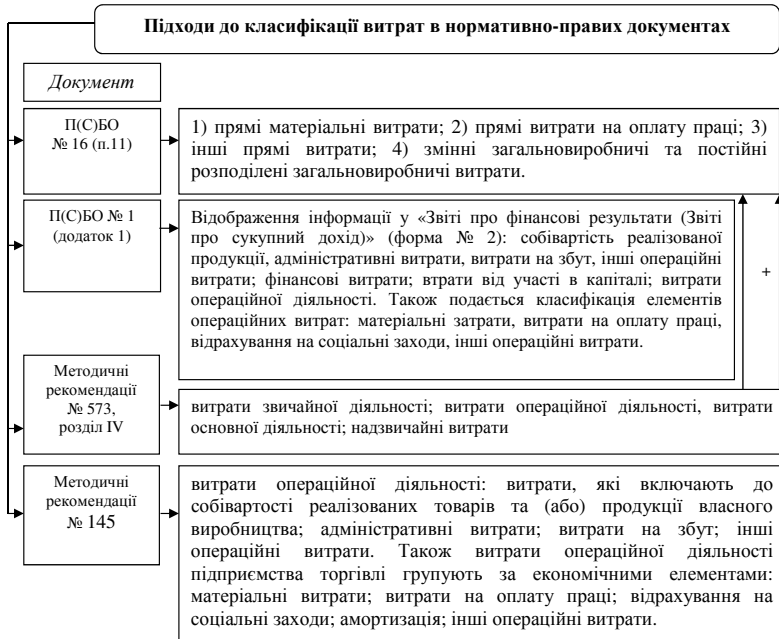 Підходи до класифікації витрат в нормативно-правих документах
Документ
П(С)БО
№ 16 (п.11)
1) прямі матеріальні витрати; 2) прямі витрати на оплату праці; 3)
інші прямі витрати; 4) змінні загальновиробничі та постійні
розподілені загальновиробничі витрати.
П(С)БО № 1
(додаток 1)
Відображення інформації у «Звіті про фінансові результати (Звіті
про сукупний дохід)» (форма № 2): собівартість реалізованої
продукції, адміністративні витрати, витрати на збут, інші операційні
витрати; фінансові витрати; втрати від участі в капіталі; витрати
операційної діяльності. Також подається класифікація елементів
операційних витрат: матеріальні затрати, витрати на оплату праці,
відрахування на соціальні заходи, інші операційні витрати.
+
Методичні
рекомендації
№ 573,
розділ IV
витрати звичайної діяльності; витрати операційної діяльності, витрати
основної діяльності; надзвичайні витрати
Методичні
рекомендації
№ 145
витрати операційної діяльності: витрати, які включають до
собівартості реалізованих товарів та (або) продукції власного
виробництва; адміністративні витрати; витрати на збут; інші
операційні витрати. Також витрати операційної діяльності
підприємства торгівлі групують за економічними елементами:
матеріальні витрати; витрати на оплату праці; відрахування на
соціальні заходи; амортизація; інші операційні витрати.